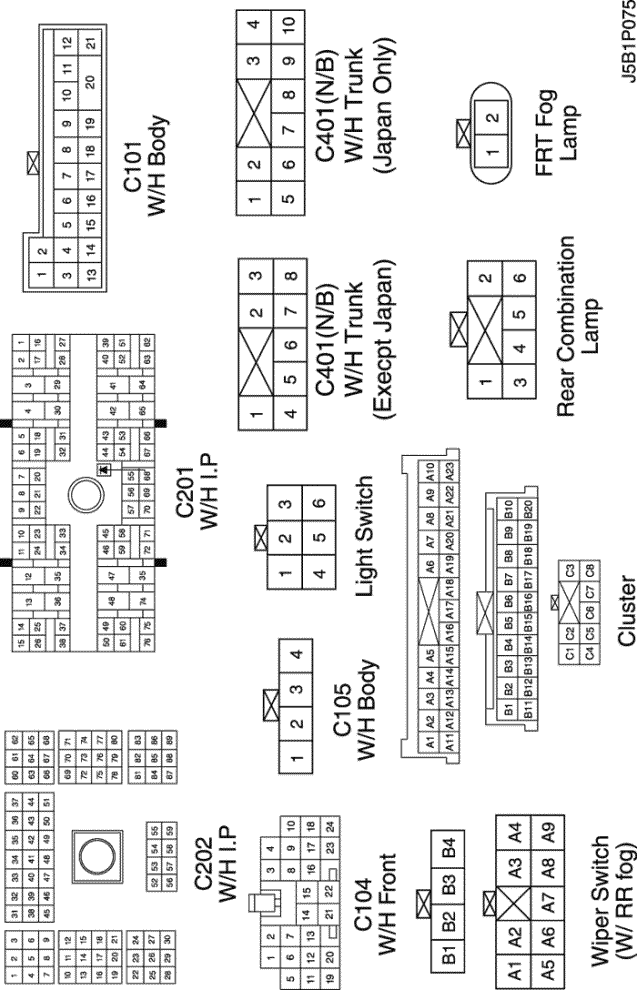 1 2 3
4 5 6
7 8 9
10 11 12
13 14 15
16 17 18
19 20 21
22 23 24
25 26 27
28 29 30
31 32 33 34 35 36 37
38 39 40 41 42 43 44
45 46 47 48 49 50 51
52 53 54 55
56 57 58 59
60 61 62
63 64 65
66 67 68
69 70 71
72 73 74
75 76 77
78 79 80
81 82 83
84 85 86
87 88 89
C202
W/H I.P
15 14 13 12 11 10 9 8 7 6 5 4 3 2 1
26 25 24 23 22 21 20 19 18 17 16
38 37 36 35 34 33 32 31 30 29 28 27
50 49 48 47 46 45 44 43 42 41 40 39
61 60 59 58 57 56 55 54 53 52 51
76 75 74 35 72 71 70 69 68 67 66 65 64 63 62
C201
W/H I.P
1 2
3 4 5 6 7 8 9 10 11 12
13 14 15 16 17 18 19 20 21
C101
W/H Body
1 2 3 4
5 6 7 8 9 10
11 12 13 14 15 16 17 18
19 20 21 22 23 24
C104
W/H Front
1 2 3 4
C105
W/H Body
1 2 3
4 5 6
Light Switch
1 2 3
4 5 6 7 8
C401(N/B)
W/H Trunk
(Execpt Japan)
1 2 3 4
5 6 7 8 9 10
C401(N/B)
W/H Trunk
(Japan Only)
B1 B2 B3 B4
A1 A2 A3 A4
A5 A6 A7 A8 A9
Wiper Switch
(W/ RR fog)
A1 A2 A3 A4 A5 A6 A7 A8 A9 A10
A11 A12 A13 A14 A15 A16 A17 A18 A19 A20 A21 A22 A23
B1 B2 B3 B4 B5 B6 B7 B8 B9 B10
B11 B12 B13 B14 B15 B16 B17 B18 B19 B20
C1 C2 C3
C4 C5 C6 C7 C8
Cluster
1 2
3 4 5 6
Rear Combination
Lamp
1 2
FRT Fog
Lamp
J5B1P075